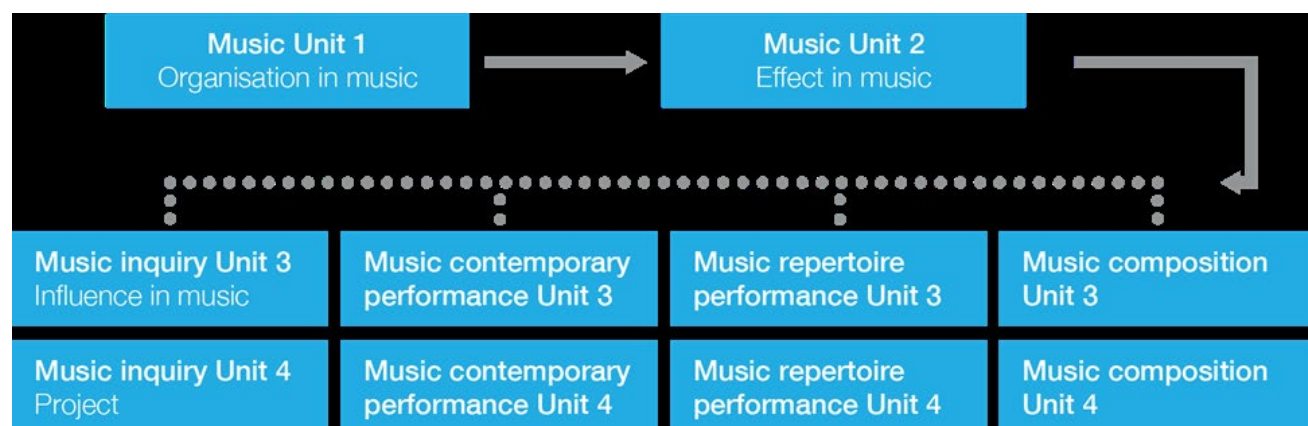 Music Unit 1
Organisation in music
Music Unit 2
Effect in music
Music inquiry Unit 3
Influence in music
Music contemporary
performance Unit 3
Music repertoire
performance Unit 3
Music composition
Unit 3
Music inquiry Unit 4
Project
Music contemporary
performance Unit 4
Music repertoire
performance Unit 4
Music composition
Unit 4